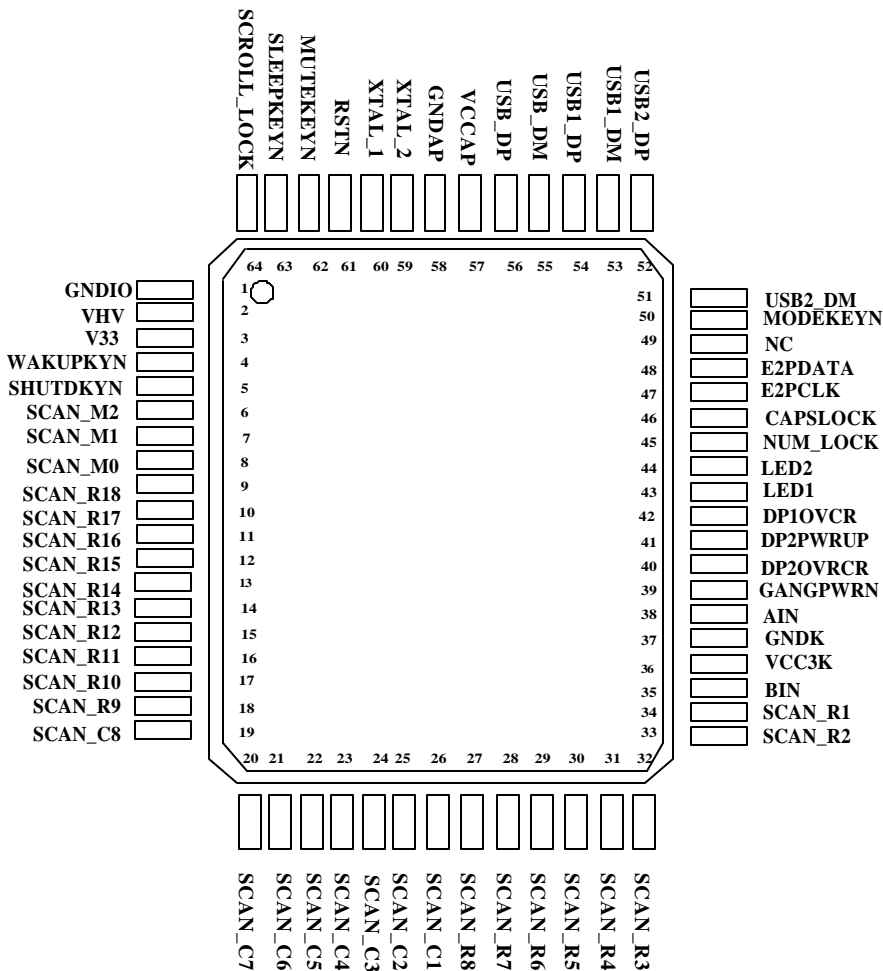 SCROLL_LOCK
SLEEPKEYN
MUTEKEYN
RSTN
XTAL_1
XTAL_2
GNDAP
VCCAP
USB_DP
USB_DM
USB1_DP
USB1_DM
USB2_DP
64 63 62 61 60 59 58 57 56 55 54 53 52
GNDIO
VHV
V33
WAKUPKYN
SHUTDKYN
SCAN_M2
SCAN_M1
SCAN_M0
SCAN_R18
SCAN_R17
SCAN_R16
SCAN_R15
SCAN_R14
SCAN_R13
SCAN_R12
SCAN_R11
SCAN_R10
SCAN_R9
SCAN_C8
1
2
3
4
5
6
7
8
9
10
11
12
13
14
15
16
17
18
19
51
50
49
48
47
46
45
44
43
42
41
40
39
38
37
36
35
34
33
USB2_DM
MODEKEYN
NC
E2PDATA
E2PCLK
CAPSLOCK
NUM_LOCK
LED2
LED1
DP1OVCR
DP2PWRUP
DP2OVRCR
GANGPWRN
AIN
GNDK
VCC3K
BIN
SCAN_R1
SCAN_R2
20 21 22 23 24 25 26 27 28 29 30 31 32
SCAN_C7
SCAN_C6
SCAN_C5
SCAN_C4
SCAN_C3
SCAN_C2
SCAN_C1
SCAN_R8
SCAN_R7
SCAN_R6
SCAN_R5
SCAN_R4
SCAN_R3